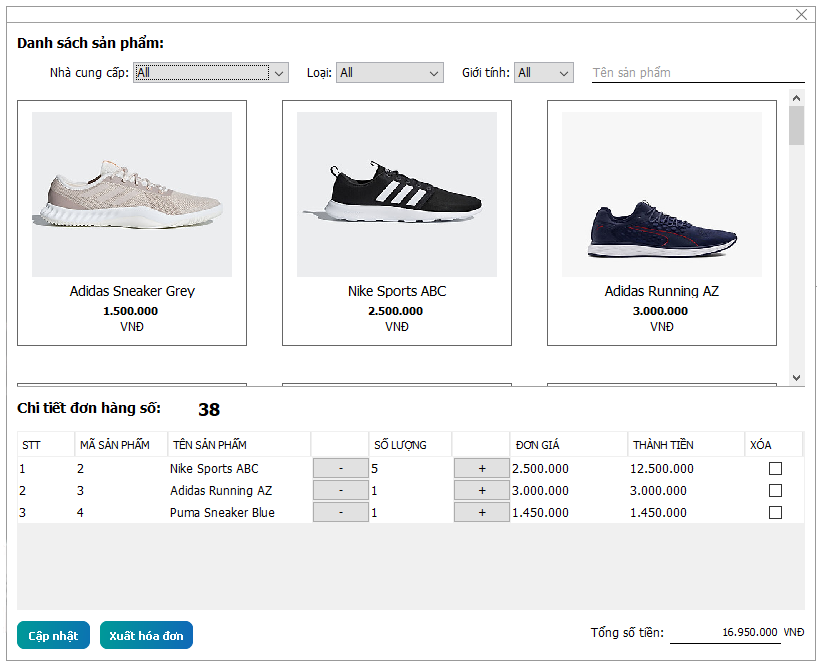 Danh sách sản phẩm:
Nhà cung cấp: All Loại: All Giới tính: All Tên sản phẩm
Adidas Sneaker Grey
1.500.000
VNĐ
Nike Sports ABC
2.500.000
VNĐ
Adidas Running AZ
3.000.000
VNĐ
Chi tiết đơn hàng số: 38
STT MÃ SẢN PHẨM TÊN SẢN PHẨM SỐ LƯỢNG ĐƠN GIÁ THÀNH TIỀN XÓA
1 2 Nike Sports ABC - 5 + 2.500.000 12.500.000
2 3 Adidas Running AZ - 1 + 3.000.000 3.000.000
3 4 Puma Sneaker Blue - 1 + 1.450.000 1.450.000
Cập nhật Xuất hóa đơn Tổng số tiền: 16.950.000 VNĐ